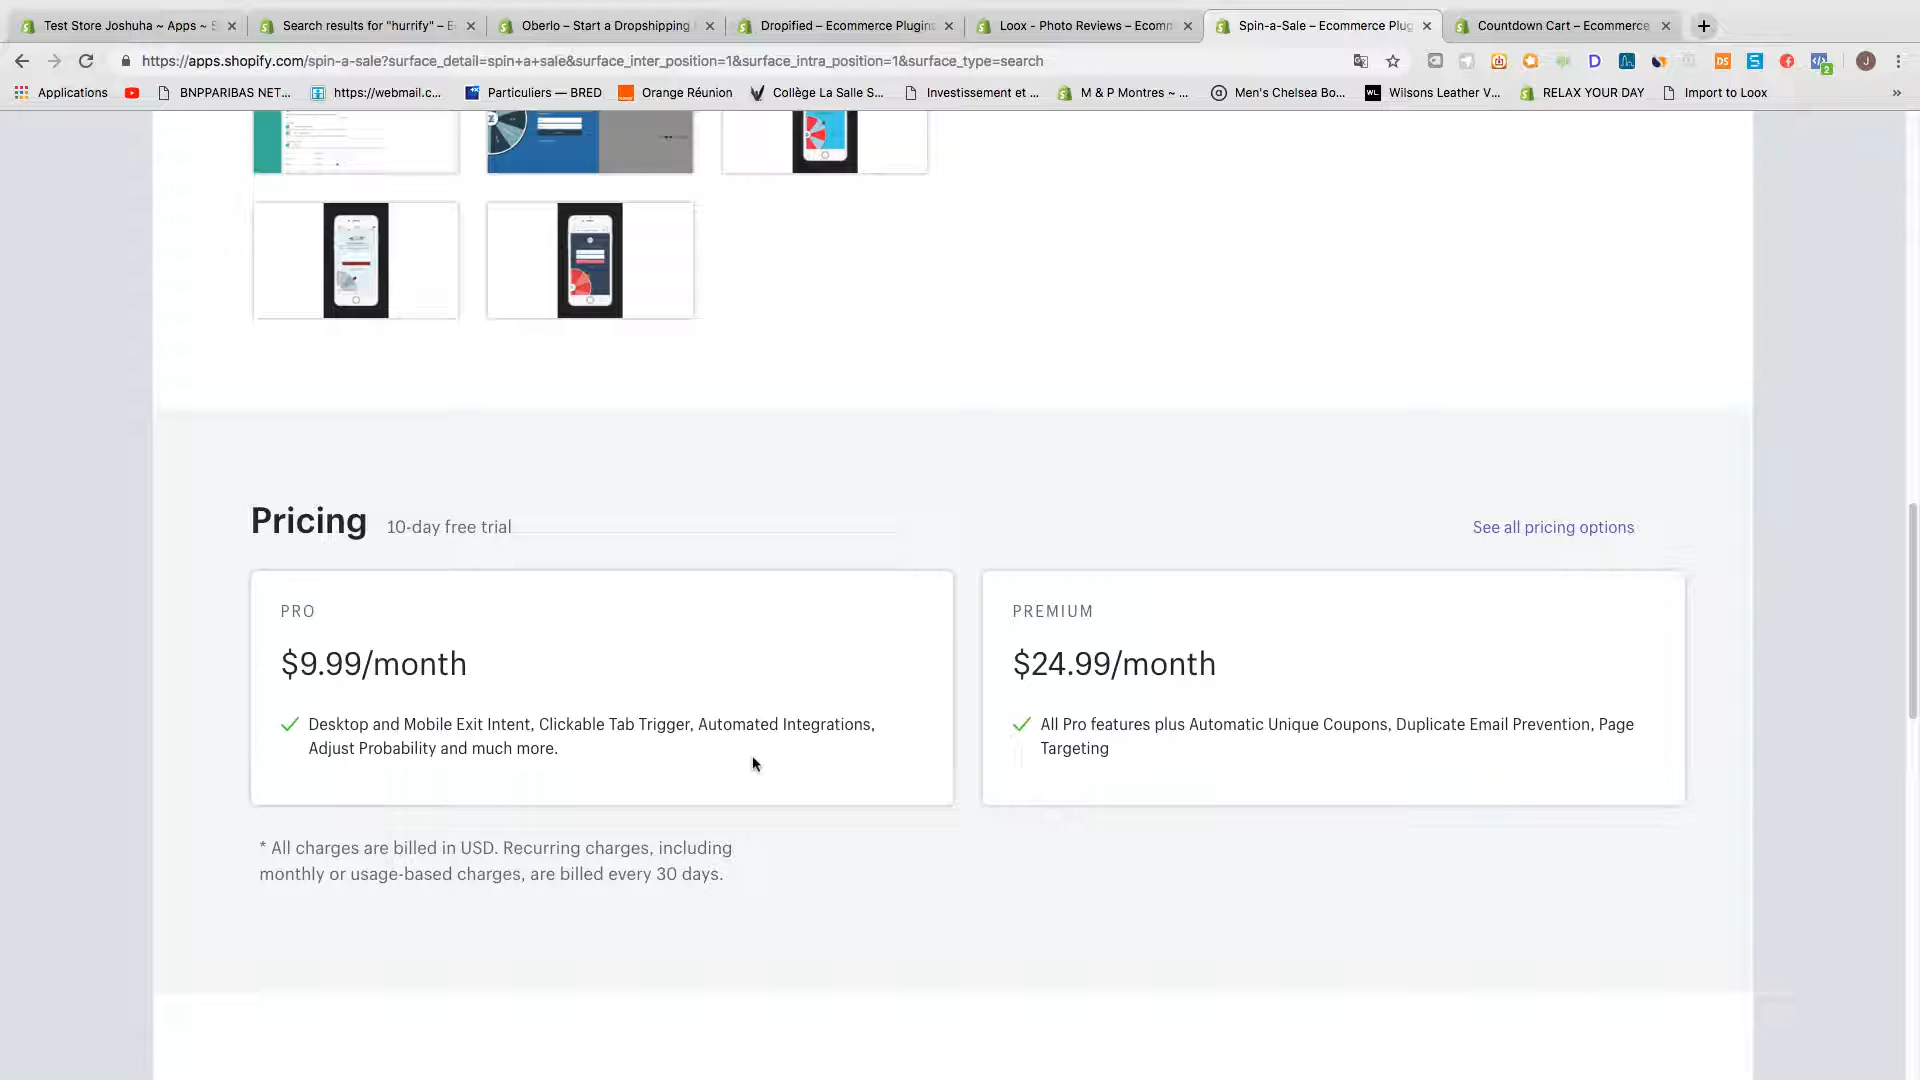 Test Store Joshuha ~ Apps ~ S
Search results for "hurrify" – E
Oberlo – Start a Dropshipping
Dropified – Ecommerce Plugins
Loox - Photo Reviews – Ecomm
Spin-a-Sale – Ecommerce Plug
Countdown Cart – Ecommerce
https://apps.shopify.com/spin-a-sale?surface_detail=spin+a+sale&surface_inter_position=1&surface_intra_position=1&surface_type=search
Applications
BNPPARIBAS NET...
https://webmail.c...
Particuliers — BRED
Orange Réunion
Collège La Salle S...
Investissement et ...
M & P Montres ~ ...
Men's Chelsea Bo...
Wilsons Leather V...
RELAX YOUR DAY
Import to Loox
Pricing 10-day free trial
See all pricing options
PRO
$9.99/month
Desktop and Mobile Exit Intent, Clickable Tab Trigger, Automated Integrations,
Adjust Probability and much more.
PREMIUM
$24.99/month
All Pro features plus Automatic Unique Coupons, Duplicate Email Prevention, Page
Targeting
* All charges are billed in USD. Recurring charges, including
monthly or usage-based charges, are billed every 30 days.